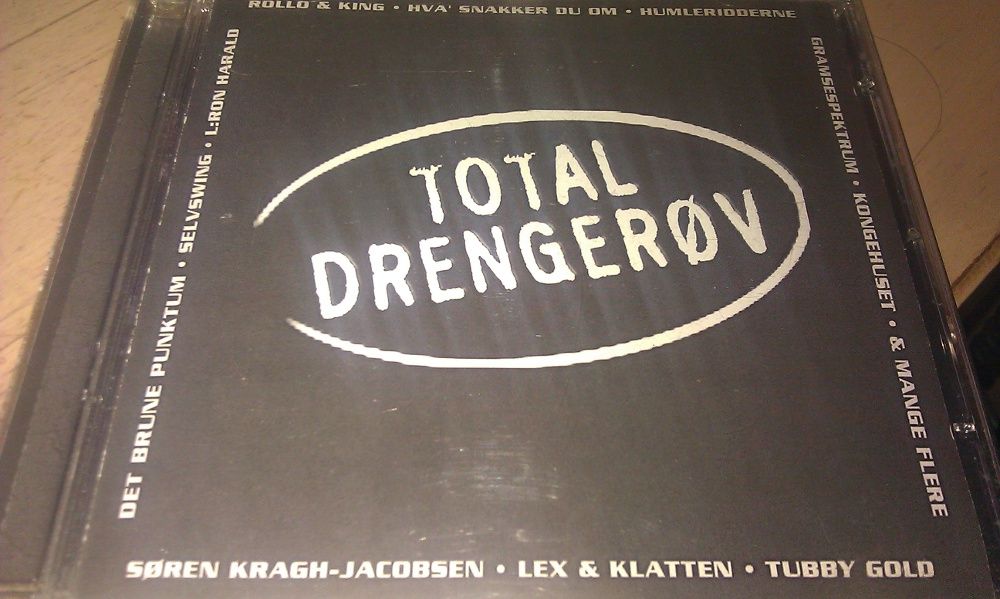 ROLLO & KING • HVA' SNAKKER DU OM • HUMLERIDDERNE
DET BRUNE PUNKTUM • SELVSWING • L:RON HARALD
TOTAL
DRENGERØV
GRAMSESPEKTRUM • KONGEHUSET • & MANGE FLERE
SØREN KRAGH-JACOBSEN • LEX & KLATTEN • TUBBY GOLD